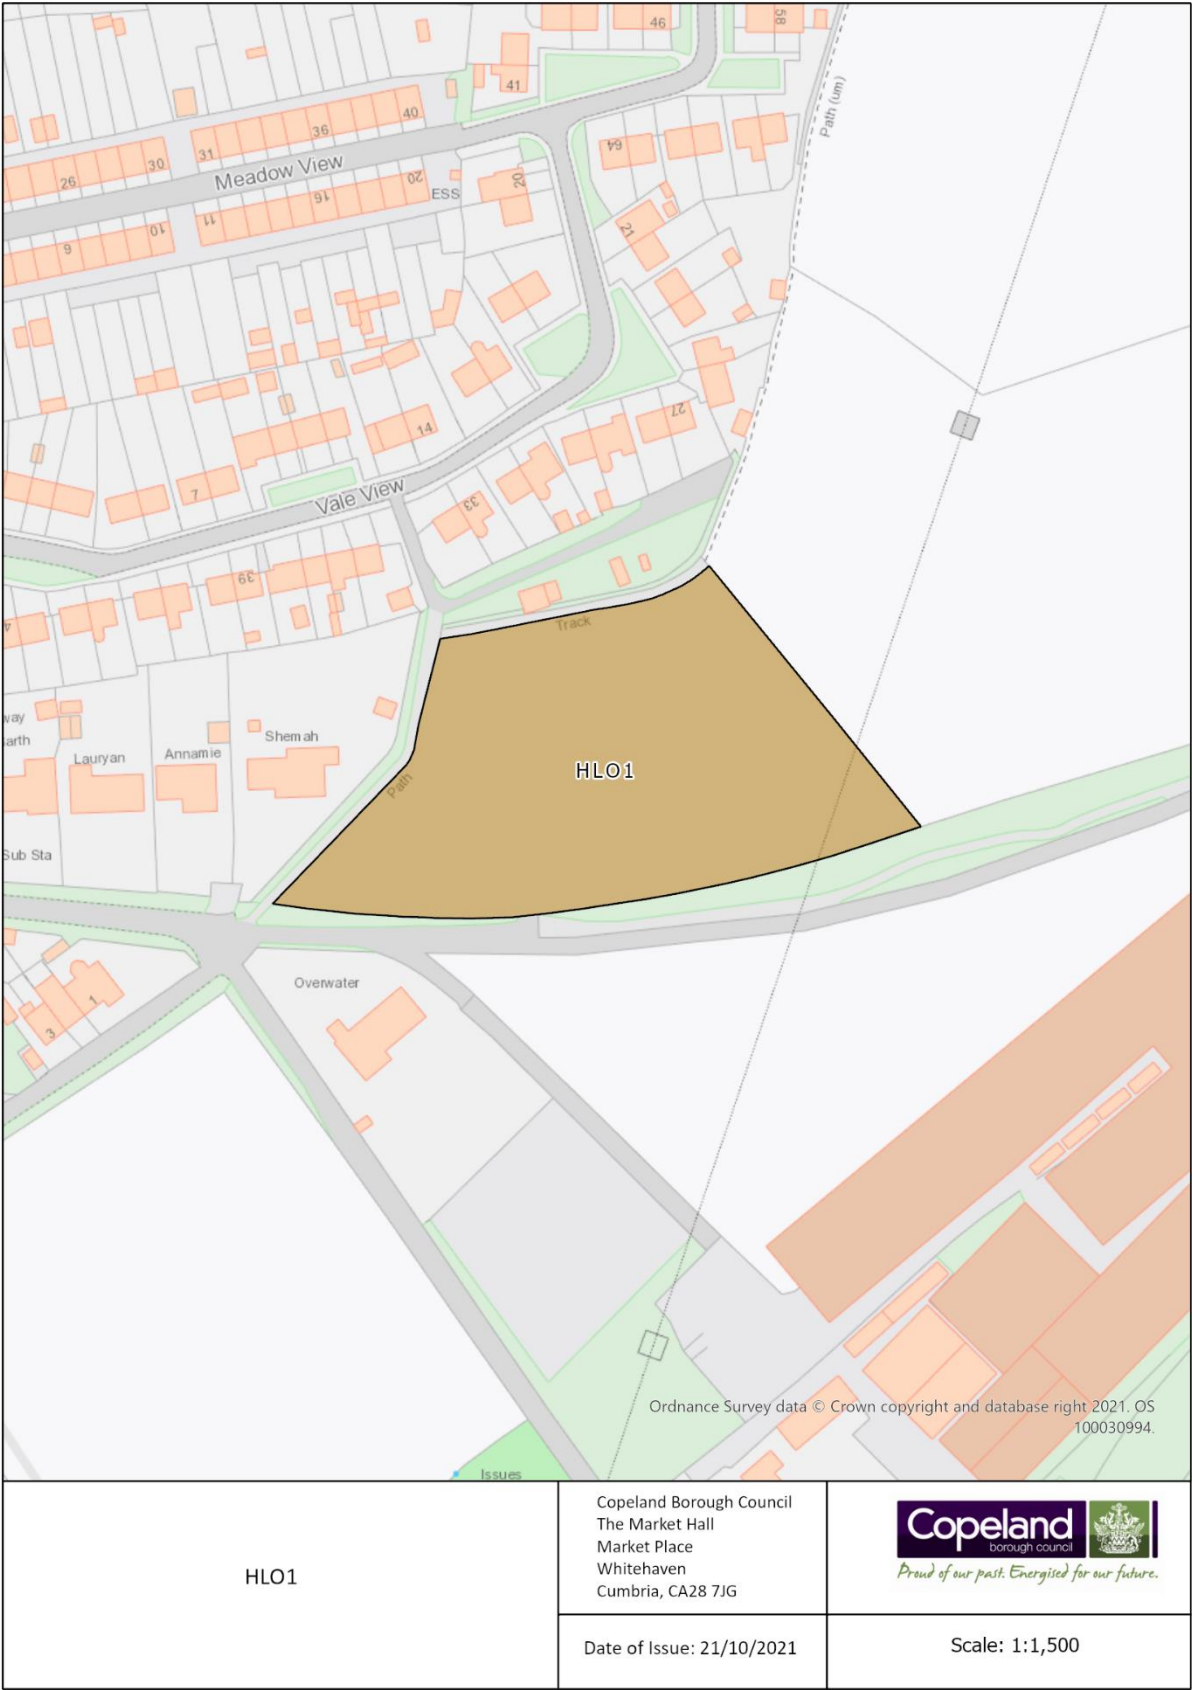 46
58
41
Path (um)
40
36
31
30
26
Meadow View
64
20
16
11
10
6
ESS
20
21
27
14
7
Vale View
33
39
Track
way
arth
Lauryan
Annamie
Shemah
Path
HLO1
Sub Sta
Overwater
1
3
Ordnance Survey data © Crown copyright and database right 2021. OS
100030994.
Issues
HLO1
Copeland Borough Council
The Market Hall
Market Place
Whitehaven
Cumbria, CA28 7JG
Date of Issue: 21/10/2021
Copeland
borough council
Proud of our past. Energised for our future.
Scale: 1:1,500